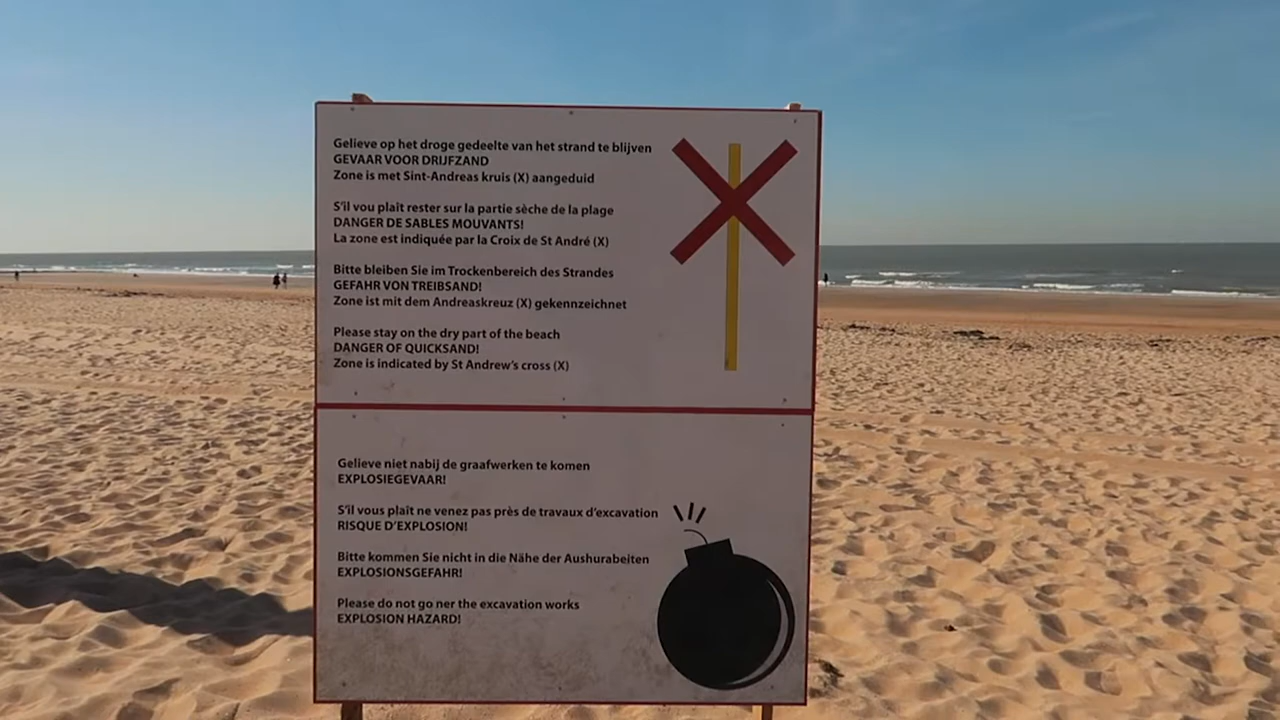 Gelieve op het droge gedeelte van het strand te blijven
GEVAAR VOOR DRIJFZAND
Zone is met Sint-Andreas kruis (X) aangeduid
S'il vou plaît rester sur la partie sèche de la plage
DANGER DE SABLES MOUVANTS!
La zone est indiquée par la Croix de St André (X)
Bitte bleiben Sie im Trockenbereich des Strandes
GEFAHR VON TREIBSAND!
Zone ist mit dem Andreaskreuz (X) gekennzeichnet
Please stay on the dry part of the beach
DANGER OF QUICKSAND!
Zone is indicated by St Andrew's cross (X)
Gelieve niet nabij de graafwerken te komen
EXPLOSIEGEVAAR!
S'il vous plaît ne venez pas près de travaux d'excavation
RISQUE D'EXPLOSION!
Bitte kommen Sie nicht in die Nähe der Aushurabeiten
EXPLOSIONSGEFAHR!
Please do not go ner the excavation works
EXPLOSION HAZARD!